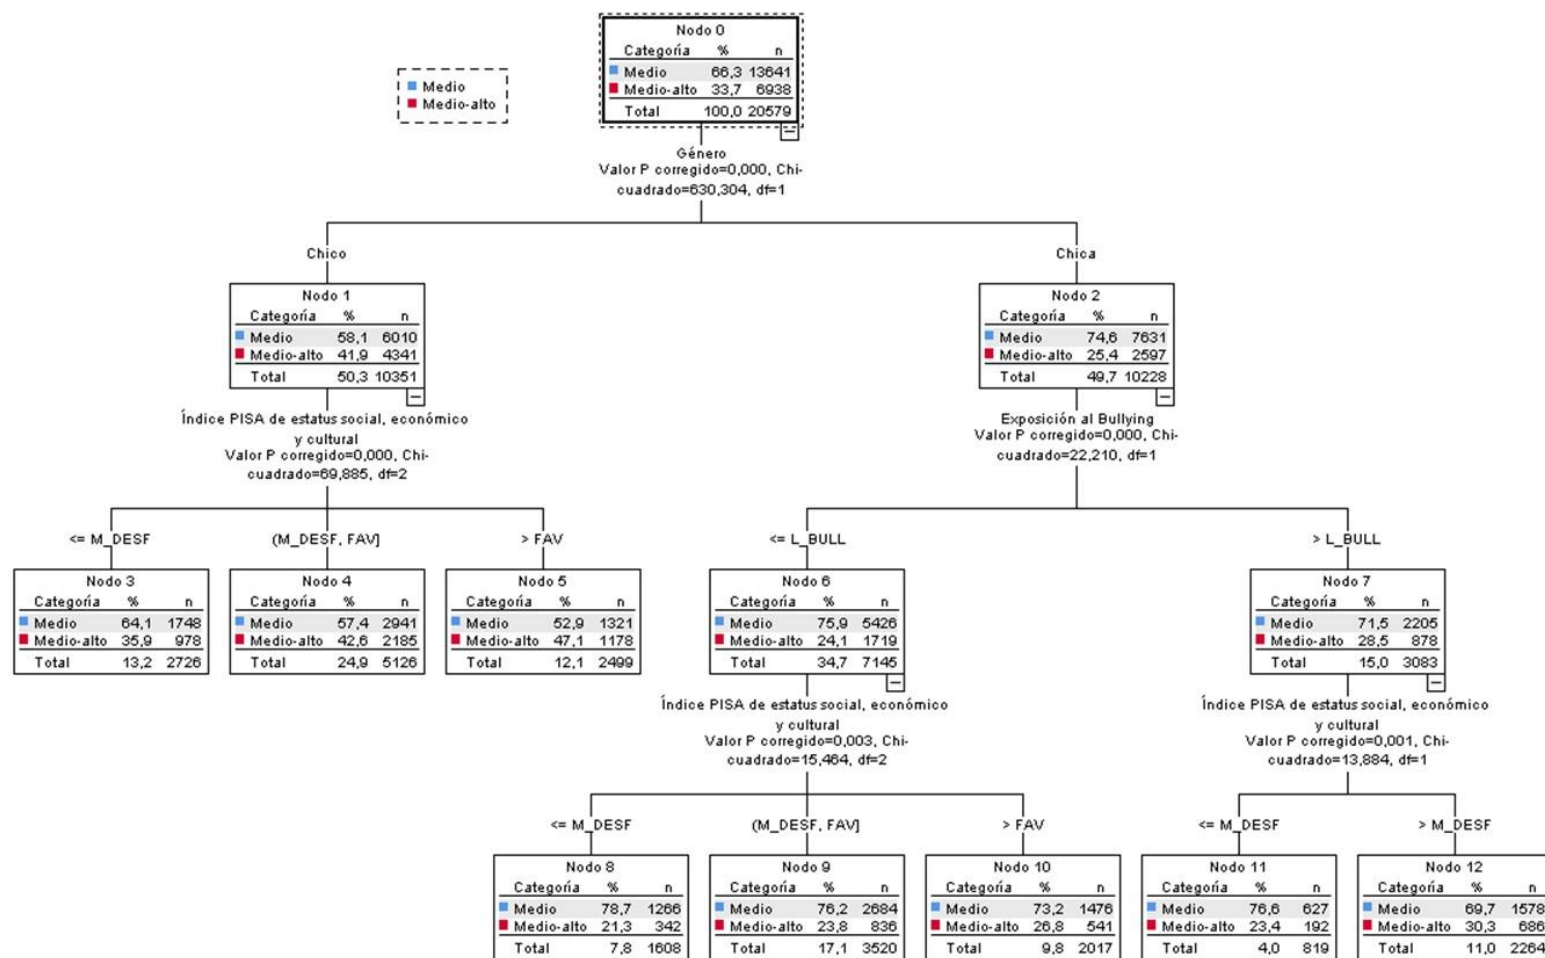 Nodo 0
Categoría % n
Medio 66,3 13641
Medio-alto 33,7 6938
Total 100,0 20579
Medio
Medio-alto
Género
Valor P corregido=0,000, Chi-
cuadrado=630,304, df=1
Chico
Chica
Nodo 1
Categoría % n
Medio 58,1 6010
Medio-alto 41,9 4341
Total 50,3 10351
Nodo 2
Categoría % n
Medio 74,6 7631
Medio-alto 25,4 2597
Total 49,7 10228
Índice PISA de estatus social, económico
y cultural
Valor P corregido=0,000, Chi-
cuadrado=69,885, df=2
Exposición al Bullying
Valor P corregido=0,000, Chi-
cuadrado=22,210, df=1
<= M_DESF
(M_DESF, FAV]
> FAV
<= L_BULL
> L_BULL
Nodo 3
Categoría % n
Medio 64,1 1748
Medio-alto 35,9 978
Total 13,2 2726
Nodo 4
Categoría % n
Medio 57,4 2941
Medio-alto 42,6 2185
Total 24,9 5126
Nodo 5
Categoría % n
Medio 52,9 1321
Medio-alto 47,1 1178
Total 12,1 2499
Nodo 6
Categoría % n
Medio 75,9 5426
Medio-alto 24,1 1719
Total 34,7 7145
Nodo 7
Categoría % n
Medio 71,5 2205
Medio-alto 28,5 878
Total 15,0 3083
Índice PISA de estatus social, económico
y cultural
Valor P corregido=0,003, Chi-
cuadrado=15,464, df=2
Índice PISA de estatus social, económico
y cultural
Valor P corregido=0,001, Chi-
cuadrado=13,884, df=1
<= M_DESF
(M_DESF, FAV]
> FAV
<= M_DESF
> M_DESF
Nodo 8
Categoría % n
Medio 78,7 1266
Medio-alto 21,3 342
Total 7,8 1608
Nodo 9
Categoría % n
Medio 76,2 2684
Medio-alto 23,8 836
Total 17,1 3520
Nodo 10
Categoría % n
Medio 73,2 1476
Medio-alto 26,8 541
Total 9,8 2017
Nodo 11
Categoría % n
Medio 76,6 627
Medio-alto 23,4 192
Total 4,0 819
Nodo 12
Categoría % n
Medio 69,7 1578
Medio-alto 30,3 686
Total 11,0 2264